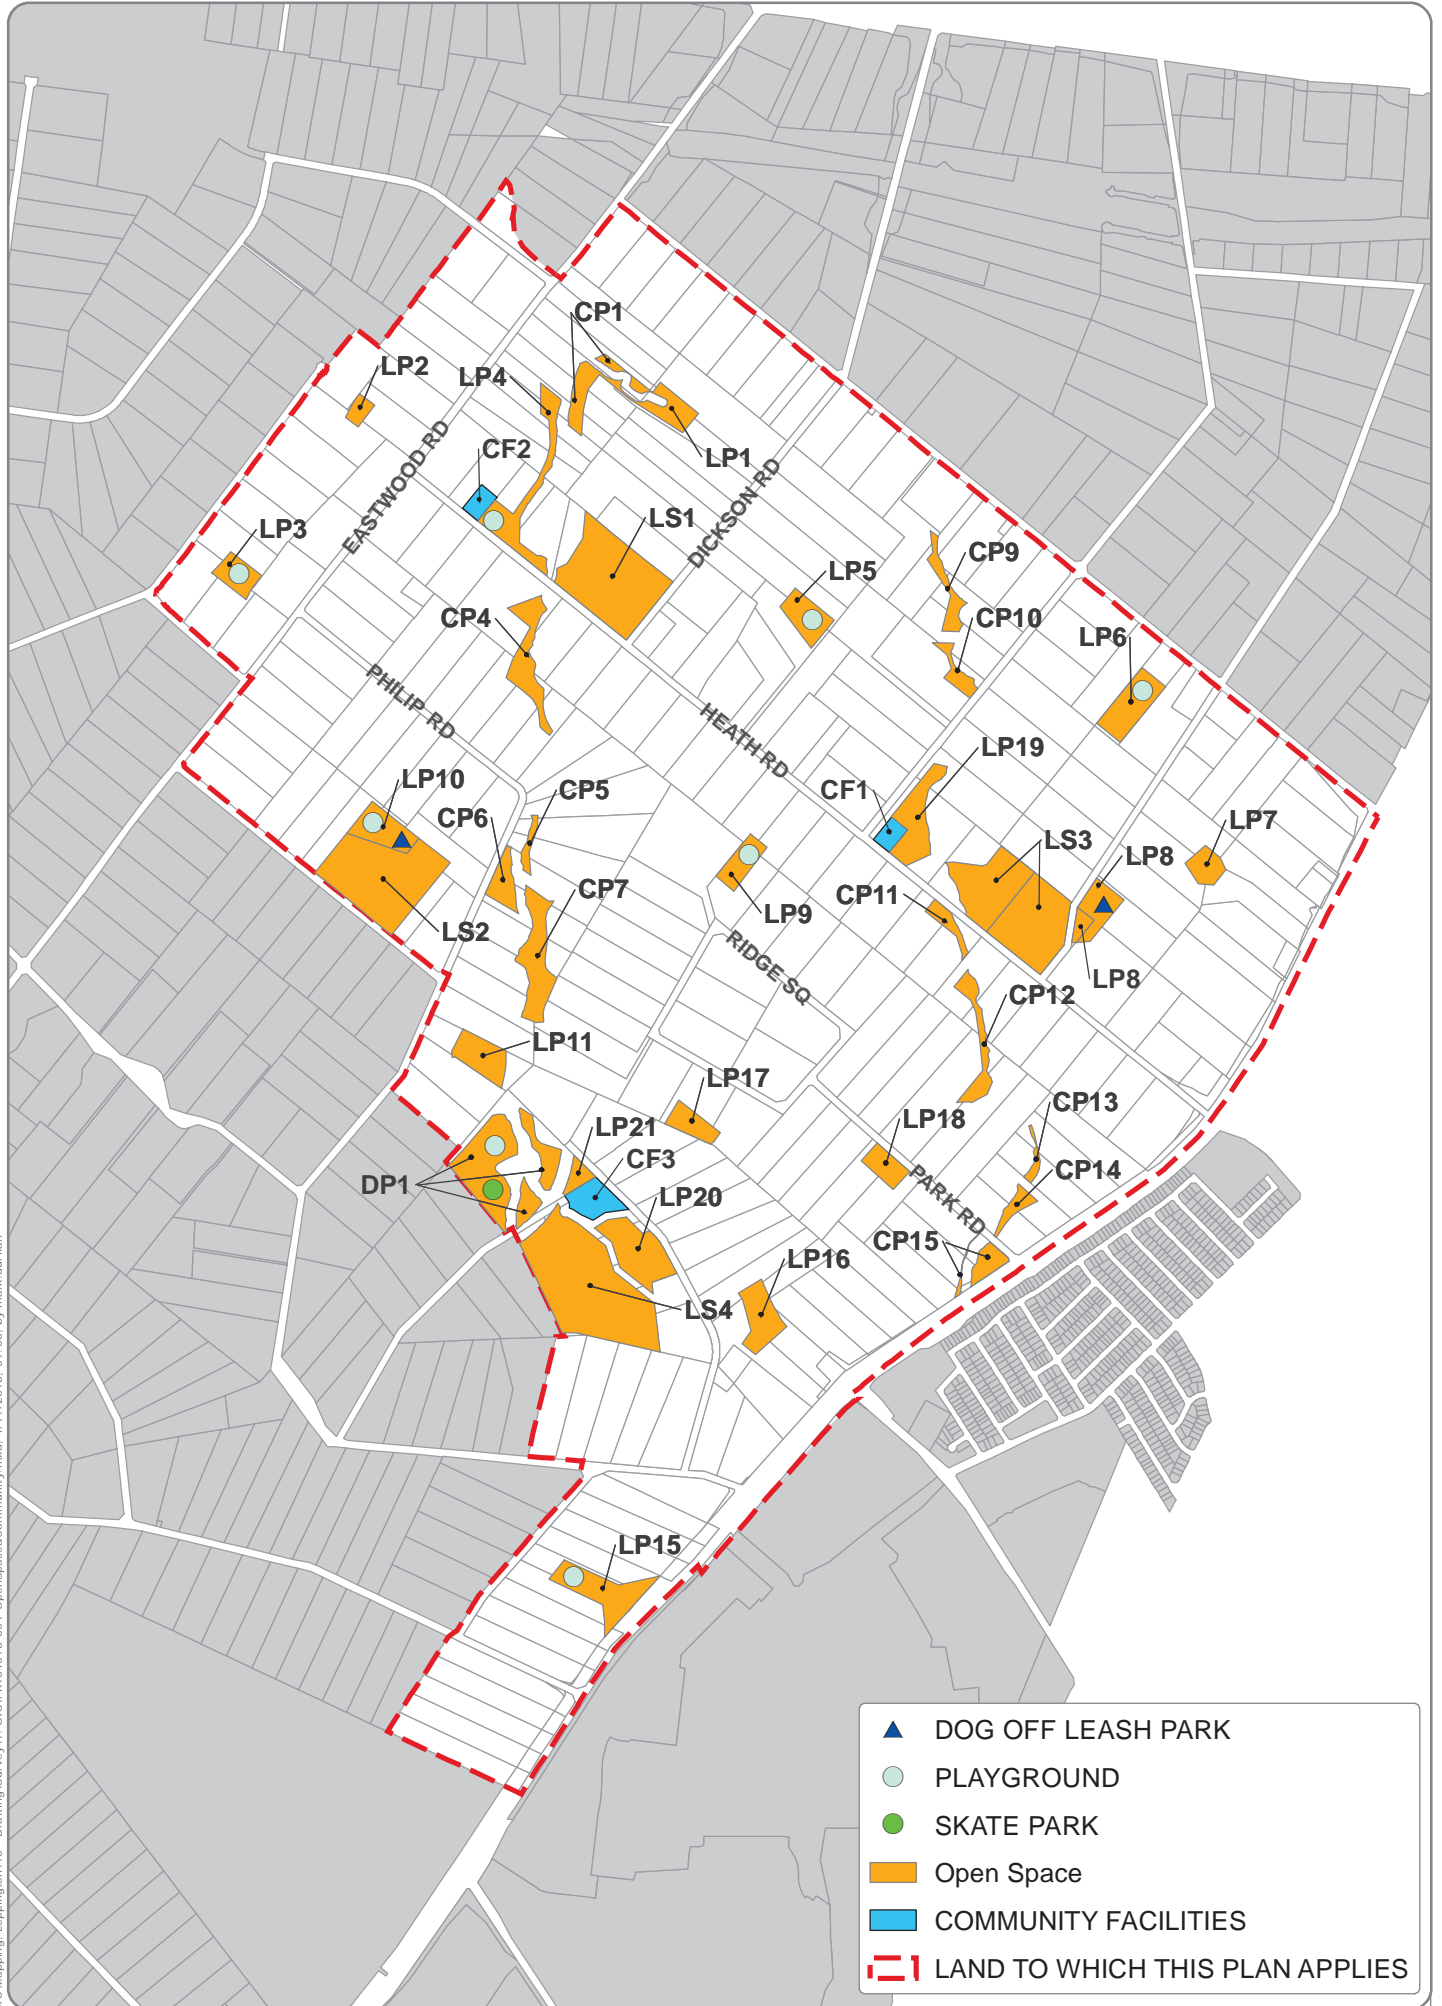 CP1
LP2
LP4
CF2
LP1
EASTWOOD RD
DICKSON RD
LS1
LP3
CP9
LP5
CP4
CP10
LP6
PHILIP RD
HEATH RD
LP19
LP10
CP5
CF1
CP6
LP7
LS3
LP8
CP7
CP11
LP9
LS2
RIDGE SQ
LP8
CP12
LP11
LP17
CP13
LP18
LP21
CF3
CP14
DP1
LP20
PARK RD
CP15
LP16
LS4
LP15
DOG OFF LEASH PARK
PLAYGROUND
SKATE PARK
Open Space
COMMUNITY FACILITIES
LAND TO WHICH THIS PLAN APPLIES